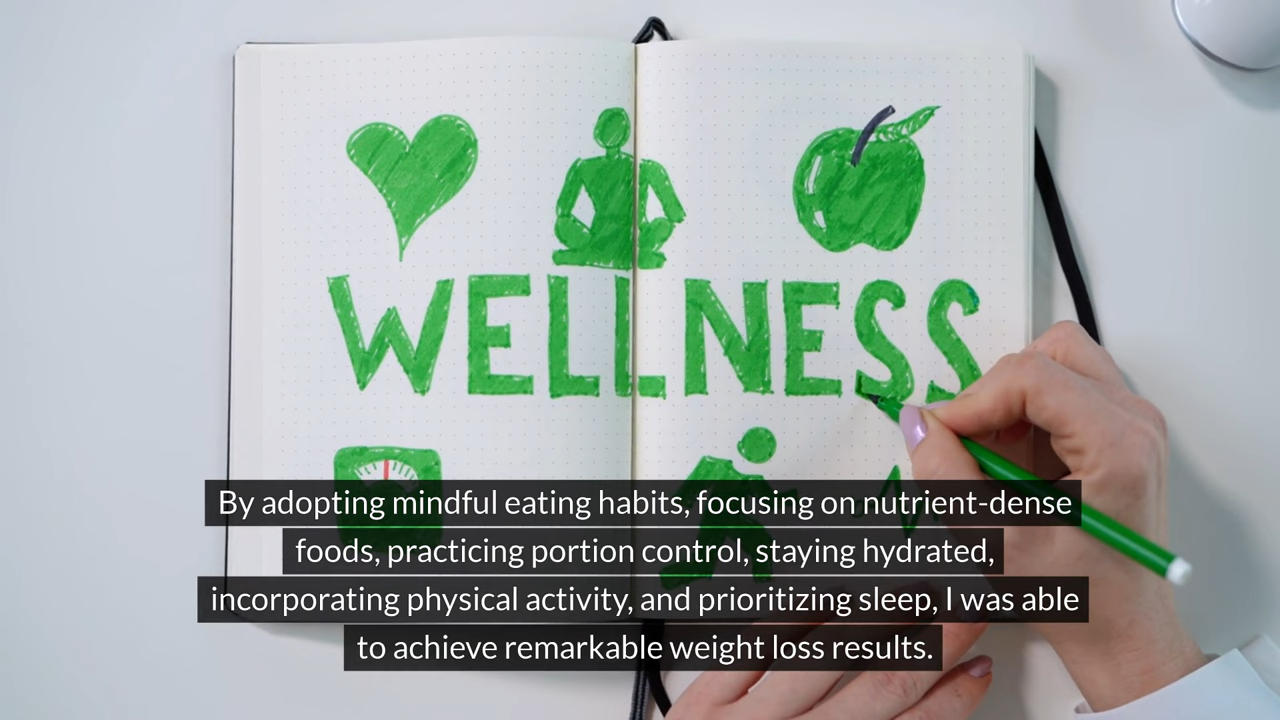 WELLNESS
By adopting mindful eating habits, focusing on nutrient-dense
foods, practicing portion control, staying hydrated,
incorporating physical activity, and prioritizing sleep, I was able
to achieve remarkable weight loss results.